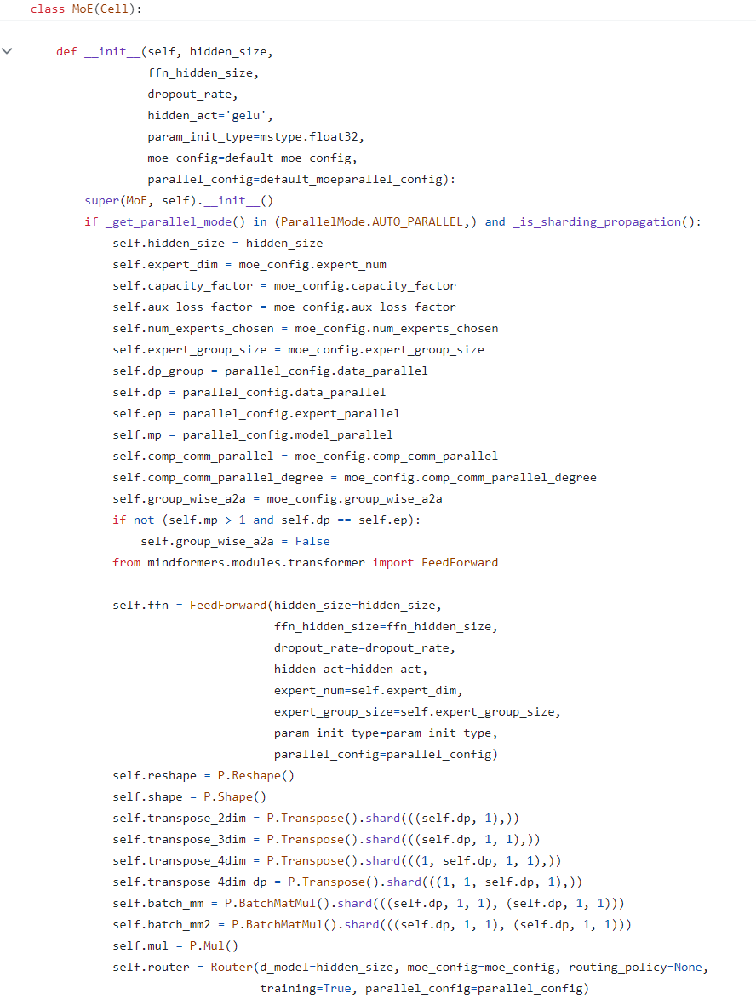 class MoE(Cell):
def __init__(self, hidden_size,
ffn_hidden_size,
dropout_rate,
hidden_act='gelu',
param_init_type=mstype.float32,
moe_config=default_moe_config,
parallel_config=default_moeparallel_config):
super(MoE, self).__init__()
if _get_parallel_mode() in (ParallelMode.AUTO_PARALLEL,) and _is_sharding_propagation():
self.hidden_size = hidden_size
self.expert_dim = moe_config.expert_num
self.capacity_factor = moe_config.capacity_factor
self.aux_loss_factor = moe_config.aux_loss_factor
self.num_experts_chosen = moe_config.num_experts_chosen
self.expert_group_size = moe_config.expert_group_size
self.dp_group = parallel_config.data_parallel
self.dp = parallel_config.data_parallel
self.ep = parallel_config.expert_parallel
self.mp = parallel_config.model_parallel
self.comp_comm_parallel = moe_config.comp_comm_parallel
self.comp_comm_parallel_degree = moe_config.comp_comm_parallel_degree
self.group_wise_a2a = moe_config.group_wise_a2a
if not (self.mp > 1 and self.dp == self.ep):
self.group_wise_a2a = False
from mindformers.modules.transformer import FeedForward
self.ffn = FeedForward(hidden_size=hidden_size,
ffn_hidden_size=ffn_hidden_size,
dropout_rate=dropout_rate,
hidden_act=hidden_act,
expert_num=self.expert_dim,
expert_group_size=self.expert_group_size,
param_init_type=param_init_type,
parallel_config=parallel_config)
self.reshape = P.Reshape()
self.shape = P.Shape()
self.transpose_2dim = P.Transpose().shard(((self.dp, 1),))
self.transpose_3dim = P.Transpose().shard(((self.dp, 1, 1),))
self.transpose_4dim = P.Transpose().shard(((1, self.dp, 1, 1),))
self.transpose_4dim_dp = P.Transpose().shard(((1, 1, self.dp, 1),))
self.batch_mm = P.BatchMatMul().shard(((self.dp, 1, 1), (self.dp, 1, 1)))
self.batch_mm2 = P.BatchMatMul().shard(((self.dp, 1, 1), (self.dp, 1, 1)))
self.mul = P.Mul()
self.router = Router(d_model=hidden_size, moe_config=moe_config, routing_policy=None,
training=True, parallel_config=parallel_config)